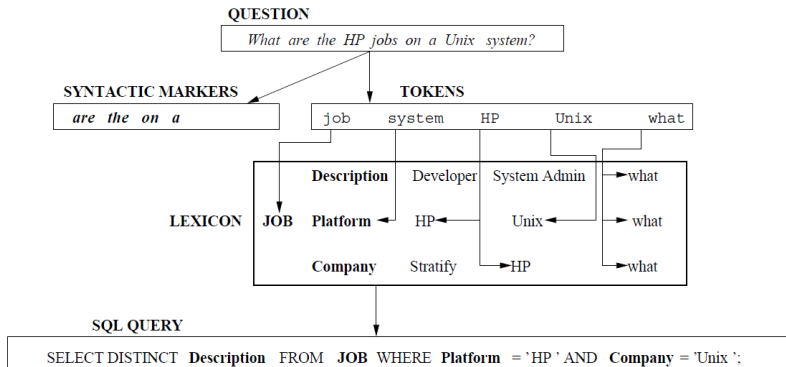 QUESTION
What are the HP jobs on a Unix system?
SYNTACTIC MARKERS
TOKENS
are the on a
job system HP Unix what
Description Developer System Admin what
LEXICON JOB Platform HP Unix what
Company Stratify HP what
SQL QUERY
SELECT DISTINCT Description FROM JOB WHERE Platform = 'HP ' AND Company = 'Unix ';